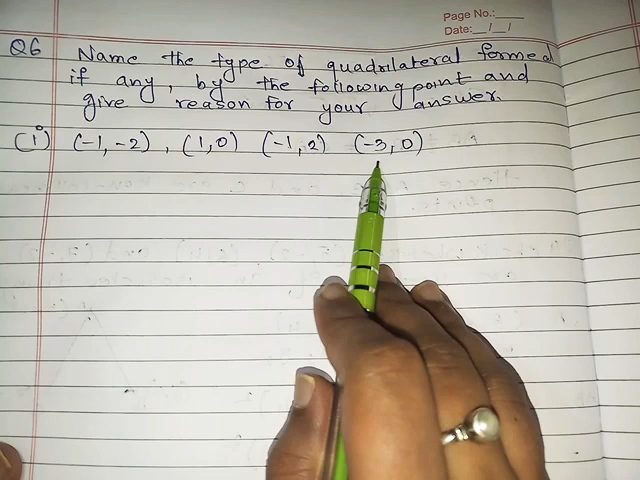 Page No.:
Date: / /
Q6 Name the type of quadrilateral formed
if any, by the following point and
give reason for your answer.
(i) (-1, -2), (1, 0) (-1, 2) (-3, 0)